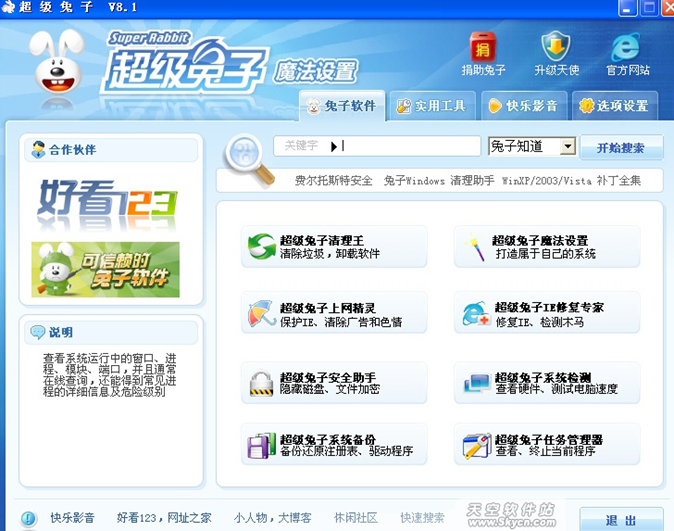 超级兔子 V8.1
Super Rabbit
超级兔子 魔法设置
捐
捐助兔子 升级天使 官方网站
兔子软件 实用工具 快乐影音 选项设置
合作伙伴
关键字 兔子知道 开始搜索
费尔托斯特安全 兔子Windows 清理助手 WinXP/2003/Vista 补丁全集
好看123
可信赖的
兔子软件
超级兔子清理王
清除垃圾，卸载软件
超级兔子魔法设置
打造属于自己的系统
超级兔子上网精灵
保护IE、清除广告和色情
超级兔子IE修复专家
修复IE、检测木马
说明
查看系统运行中的窗口、进
程、模块、端口，并且通常
在线查询，还能得到常见进
程的详细信息及危险级别
超级兔子安全助手
隐藏磁盘、文件加密
超级兔子系统检测
查看硬件、测试电脑速度
超级兔子系统备份
备份还原注册表、驱动程序
超级兔子任务管理器
查看、终止当前程序
快乐影音 好看123，网址之家 小人物，大博客 休闲社区 快速搜索
天空软件站
www.Skycn.com
退 出